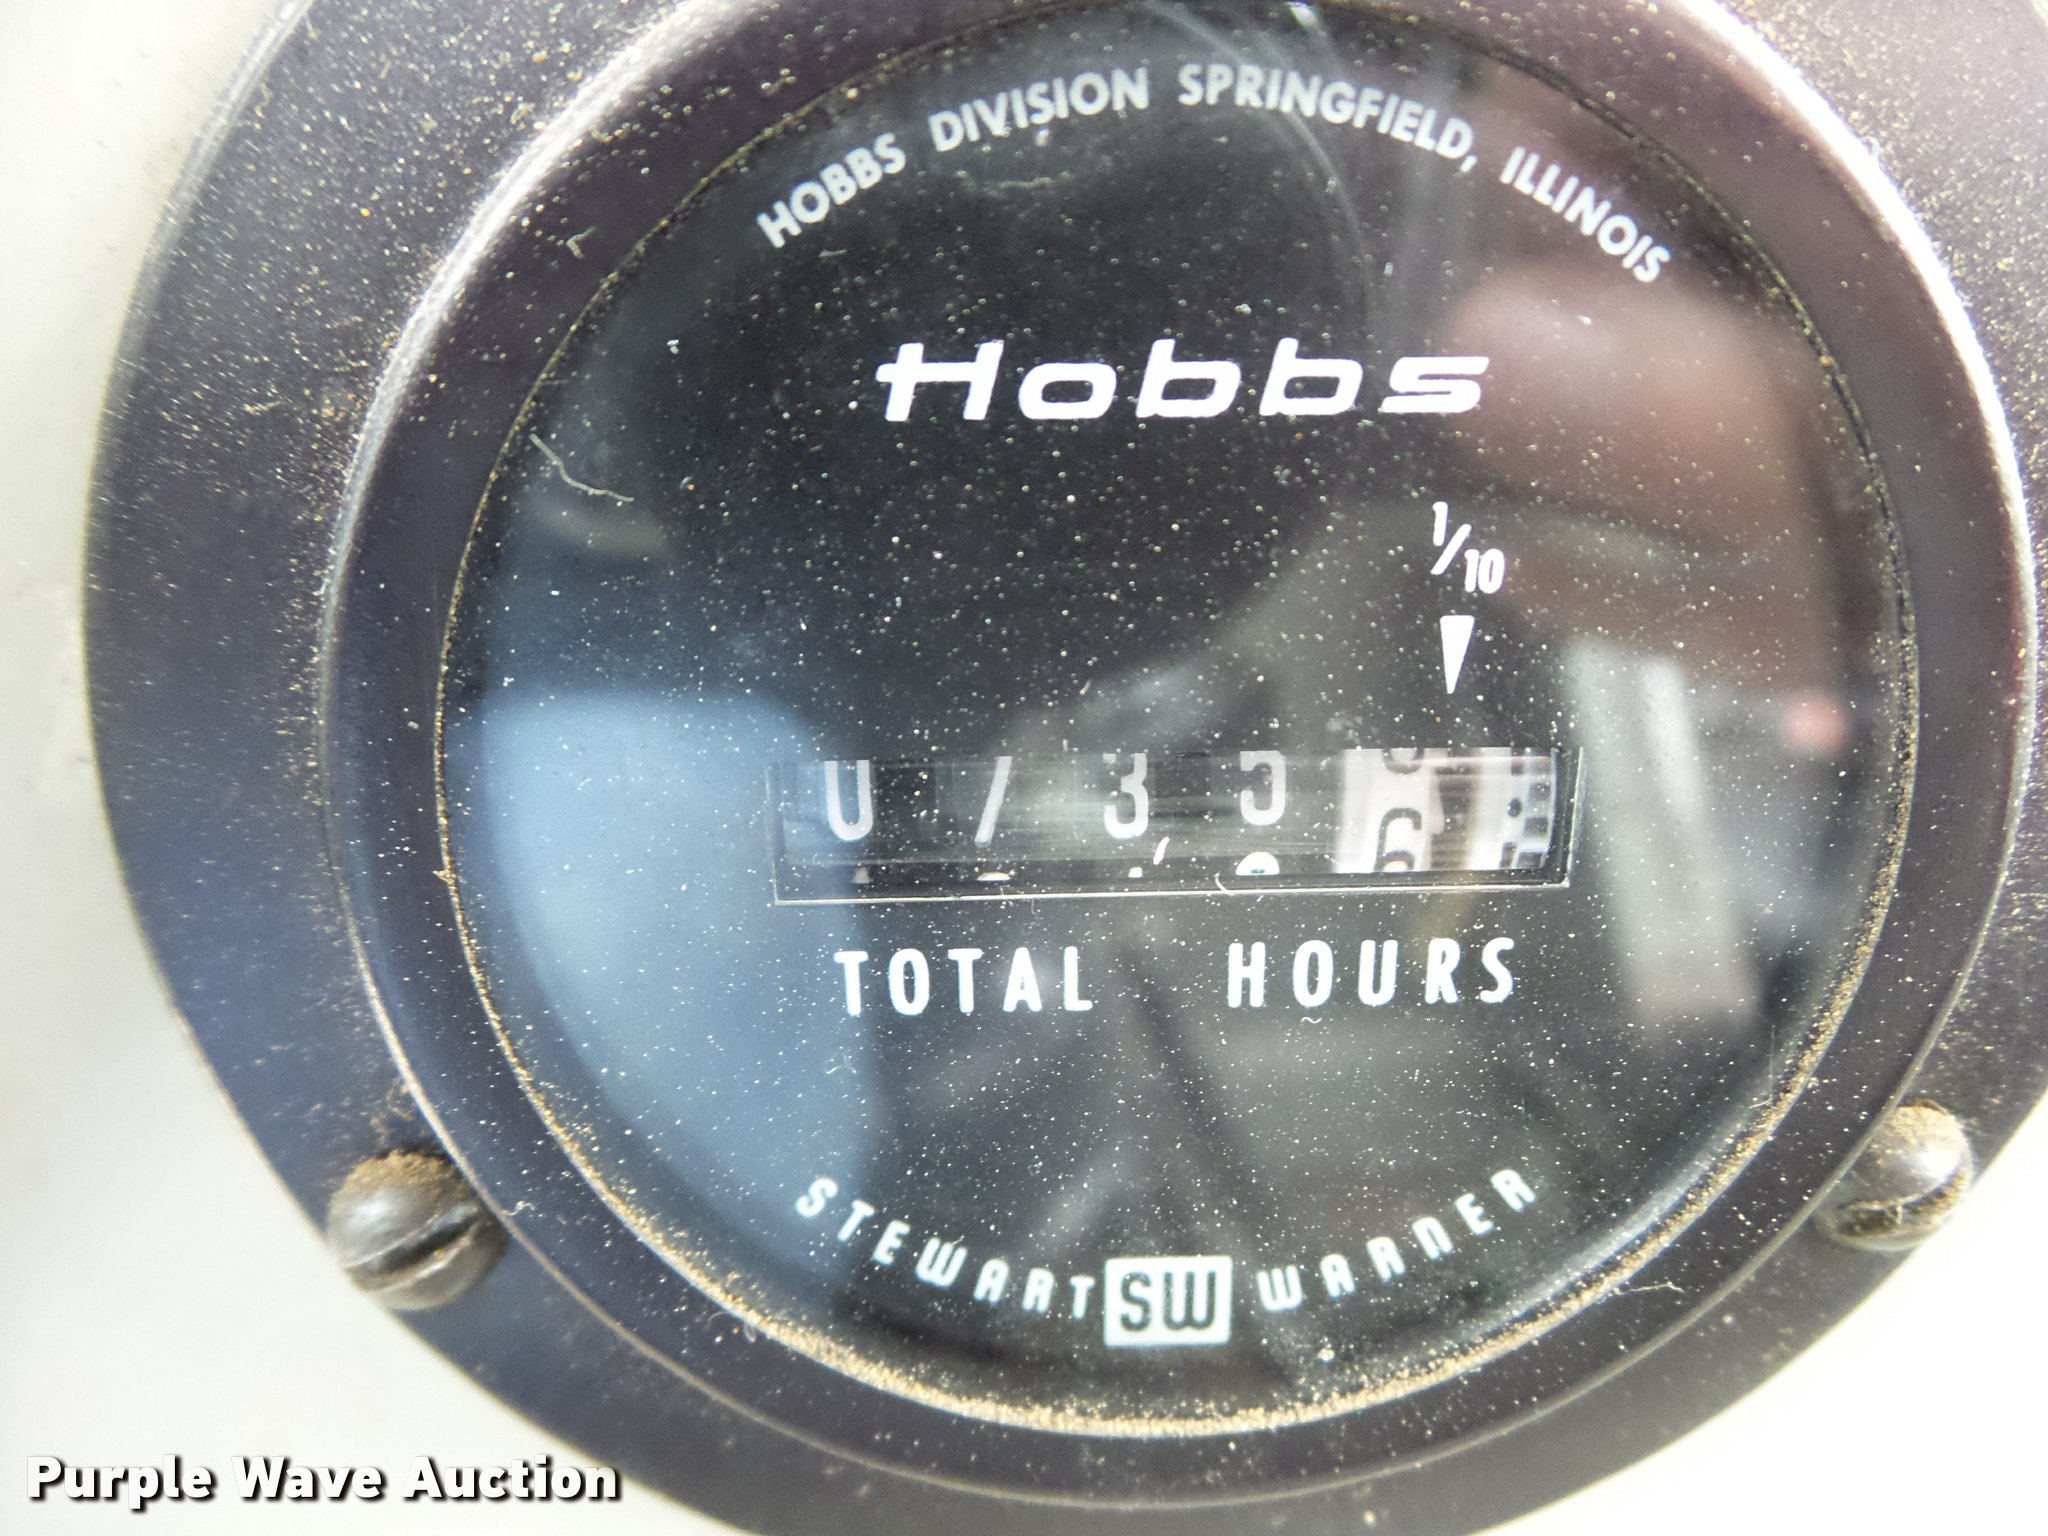 HOBBS DIVISION SPRINGFIELD, ILLINOIS
Hobbs
1/10
TOTAL HOURS
STEWART SW WARNER
Purple Wave Auction